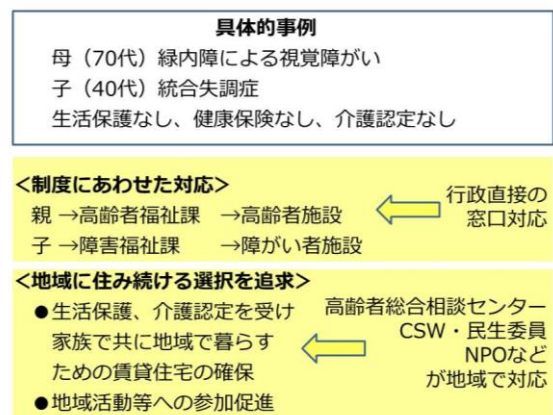 具体的事例
母（70代）緑内障による視覚障がい
子（40代）統合失調症
生活保護なし、健康保険なし、介護認定なし
＜制度にあわせた対応＞
親 →高齢者福祉課 →高齢者施設
子 →障害福祉課 →障がい者施設
行政直接の
窓口対応
＜地域に住み続ける選択を追求＞
●生活保護、介護認定を受け
家族で共に地域で暮らす
ための賃貸住宅の確保
●地域活動等への参加促進
高齢者総合相談センター
CSW・民生委員
NPOなど
が地域で対応